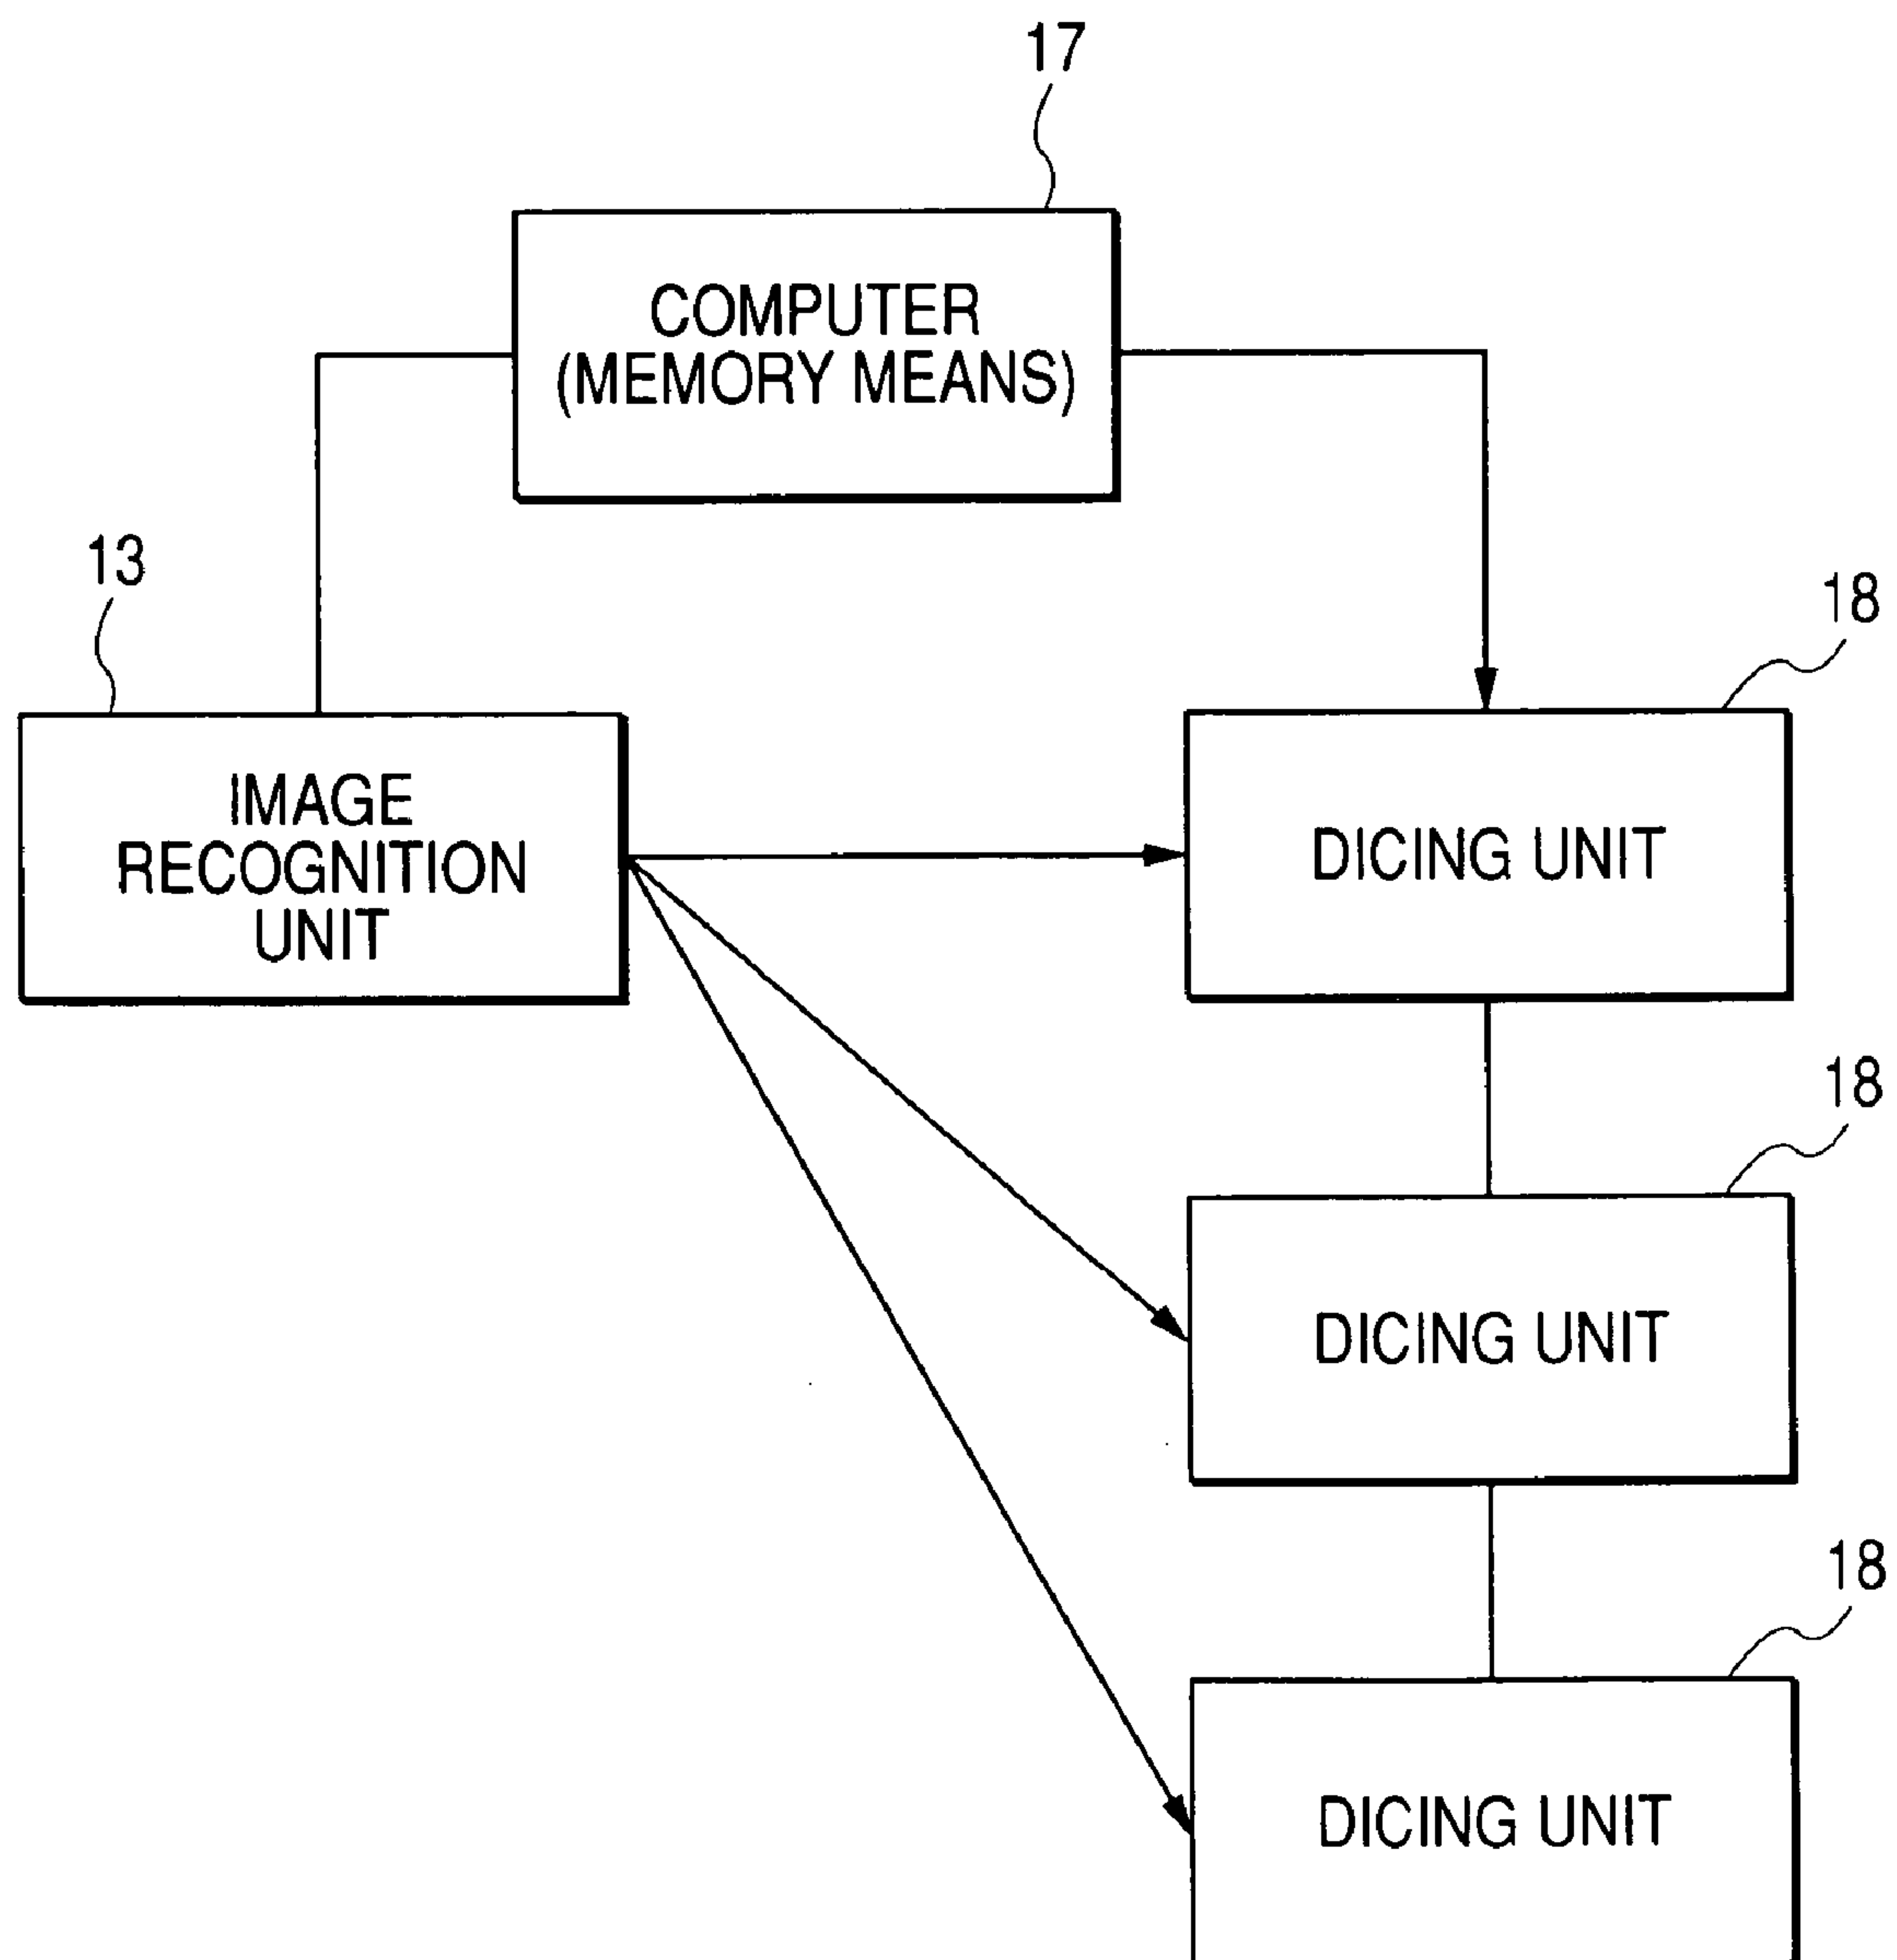 17
COMPUTER
(MEMORY MEANS)
13
IMAGE
RECOGNITION
UNIT
18
DICING UNIT
18
DICING UNIT
18
DICING UNIT